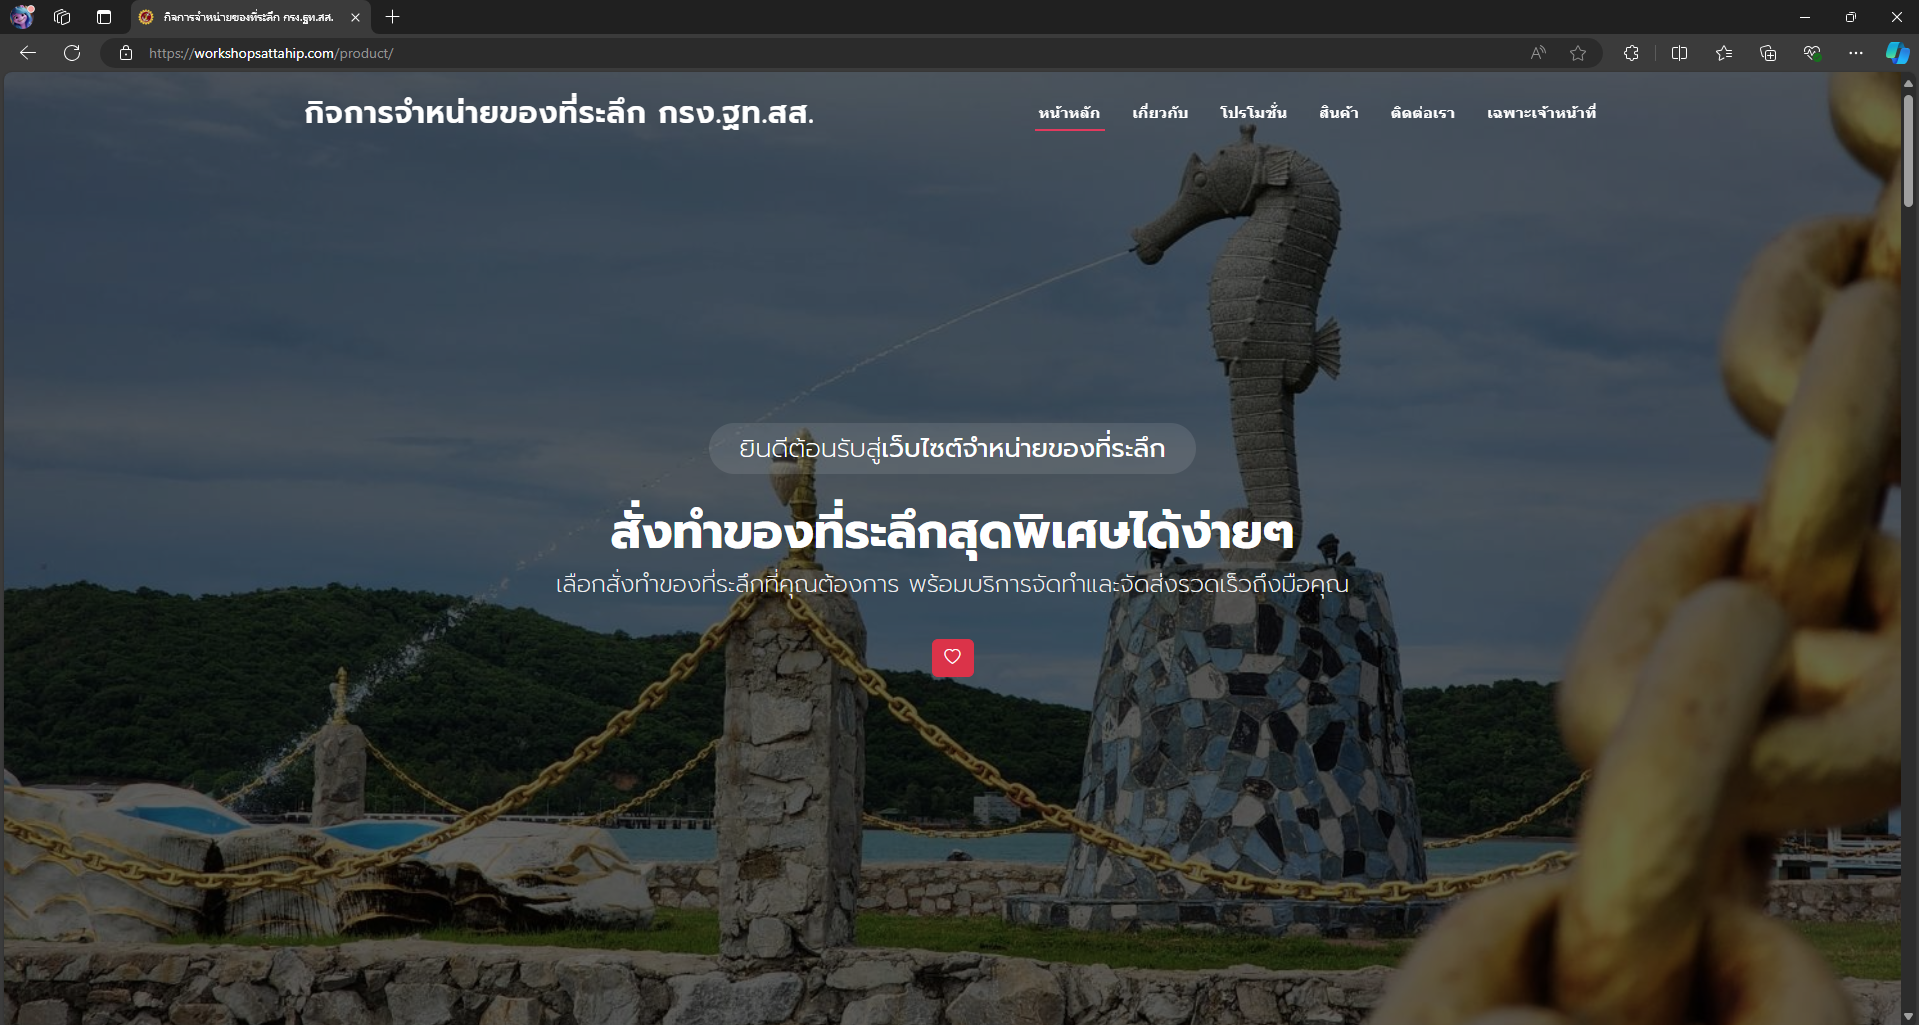 กิจการจำหน่ายของที่ระลึก กรง.ฐท.สส.
https://workshopsattahip.com/product/
กิจการจำหน่ายของที่ระลึก กรง.ฐท.สส.
หน้าหลัก
เกี่ยวกับ
โปรโมชั่น
สินค้า
ติดต่อเรา
เฉพาะเจ้าหน้าที่
ยินดีต้อนรับสู่เว็บไซต์จำหน่ายของที่ระลึก
สั่งทำของที่ระลึกสุดพิเศษได้ง่ายๆ
เลือกสั่งทำของที่ระลึกที่คุณต้องการ พร้อมบริการจัดทำและจัดส่งรวดเร็วถึงมือคุณ